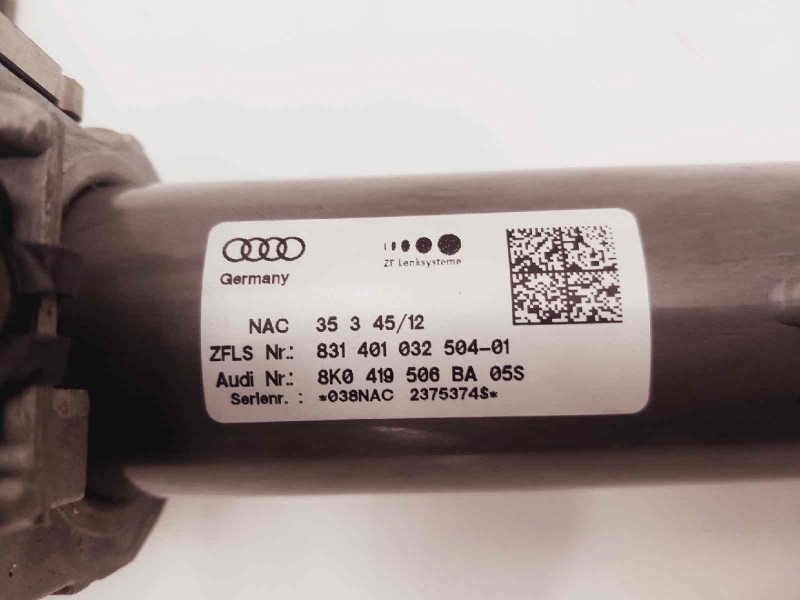 Germany
ZF Lenksysteme
NAC 35 3 45/12
ZFLS Nr.: 831 401 032 504-01
Audi Nr.: 8K0 419 506 BA 05S
Serienr. : *038NAC 2375374$*